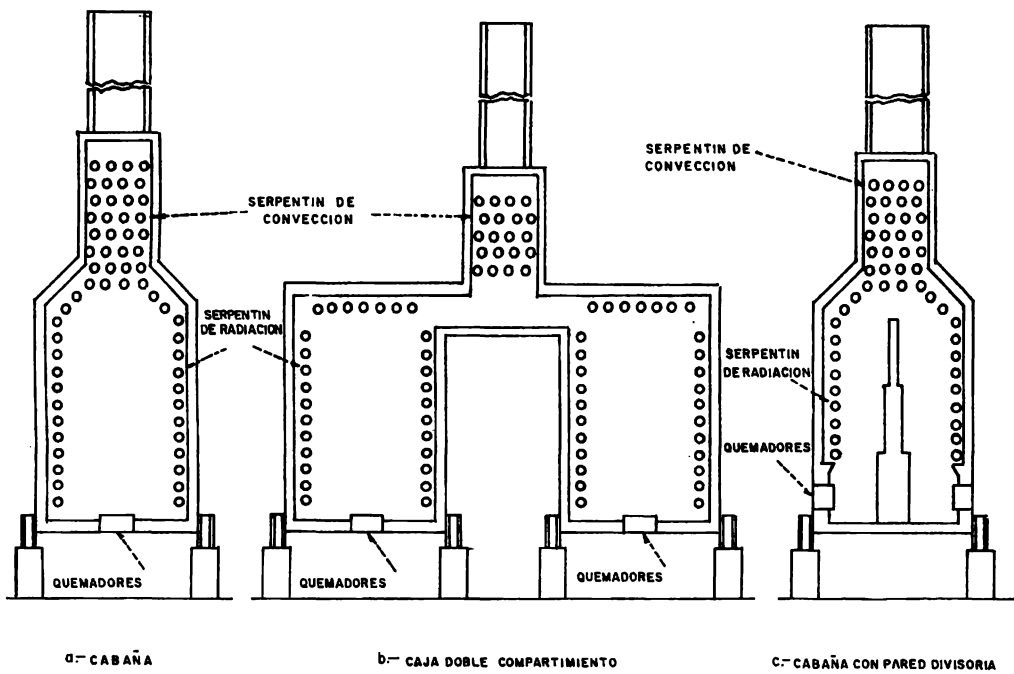 SERPENTIN DE
CONVECCION
SERPENTIN DE
CONVECCION
SERPENTIN
DE RADIACION
SERPENTIN
DE RADIACION
QUEMADORES
QUEMADORES
QUEMADORES
QUEMADORES
a.- CABAÑA
b.- CAJA DOBLE COMPARTIMIENTO
c.- CABAÑA CON PARED DIVISORIA